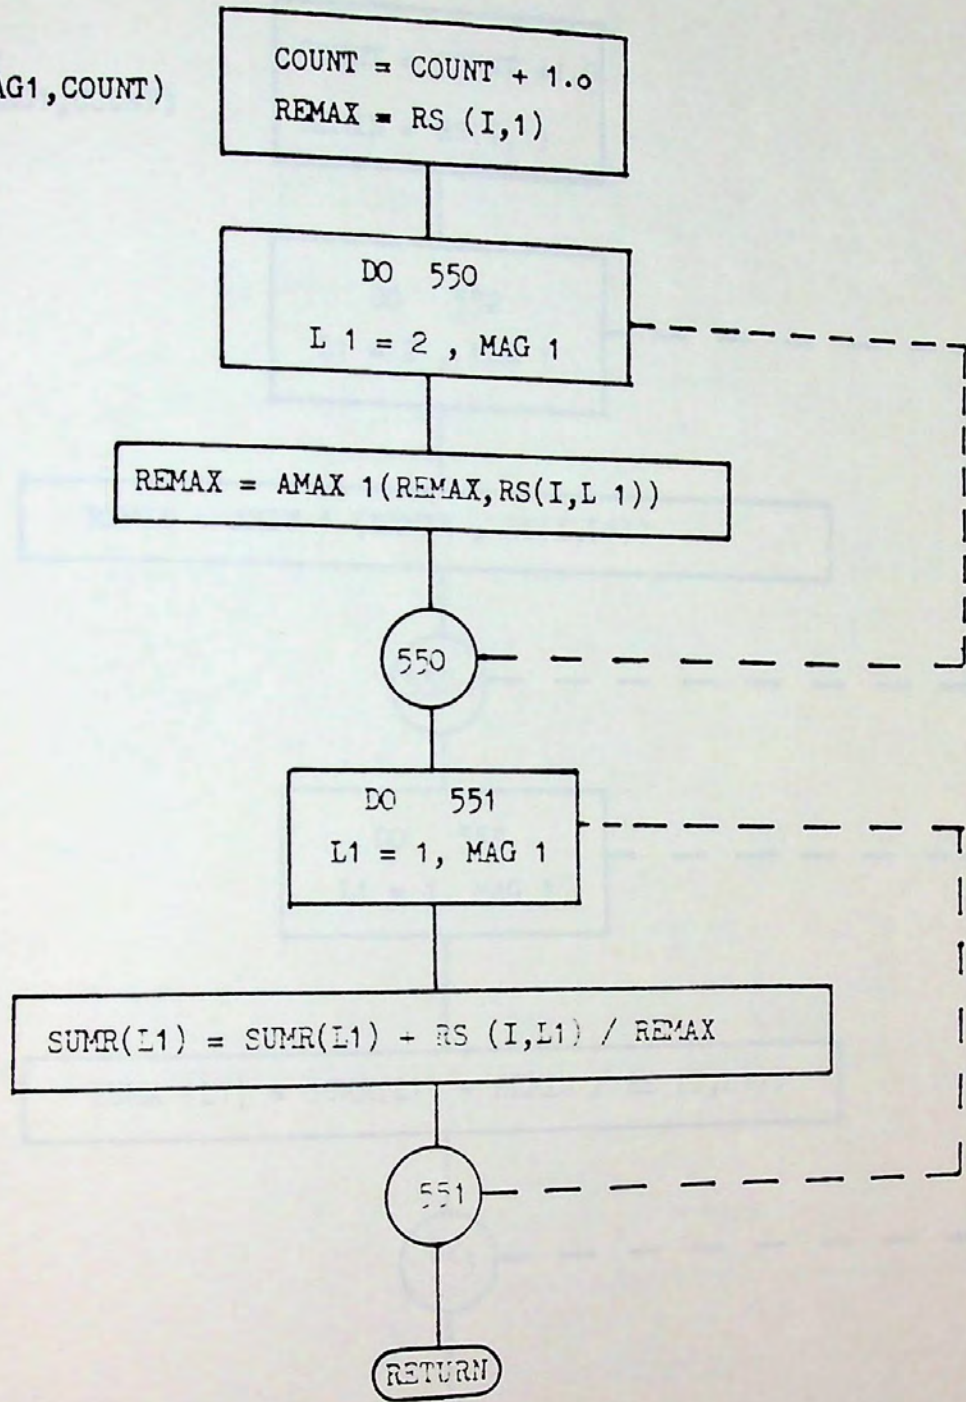 AG1,COUNT)
COUNT = COUNT + 1.0
REMAX = RS (I,1)
DO 550
L 1 = 2 , MAG 1
REMAX = AMAX 1(REMAX,RS(I,L 1))
550
DO 551
L1 = 1, MAG 1
SUMR(L1) = SUMR(L1) + RS (I,L1) / REMAX
551
RETURN